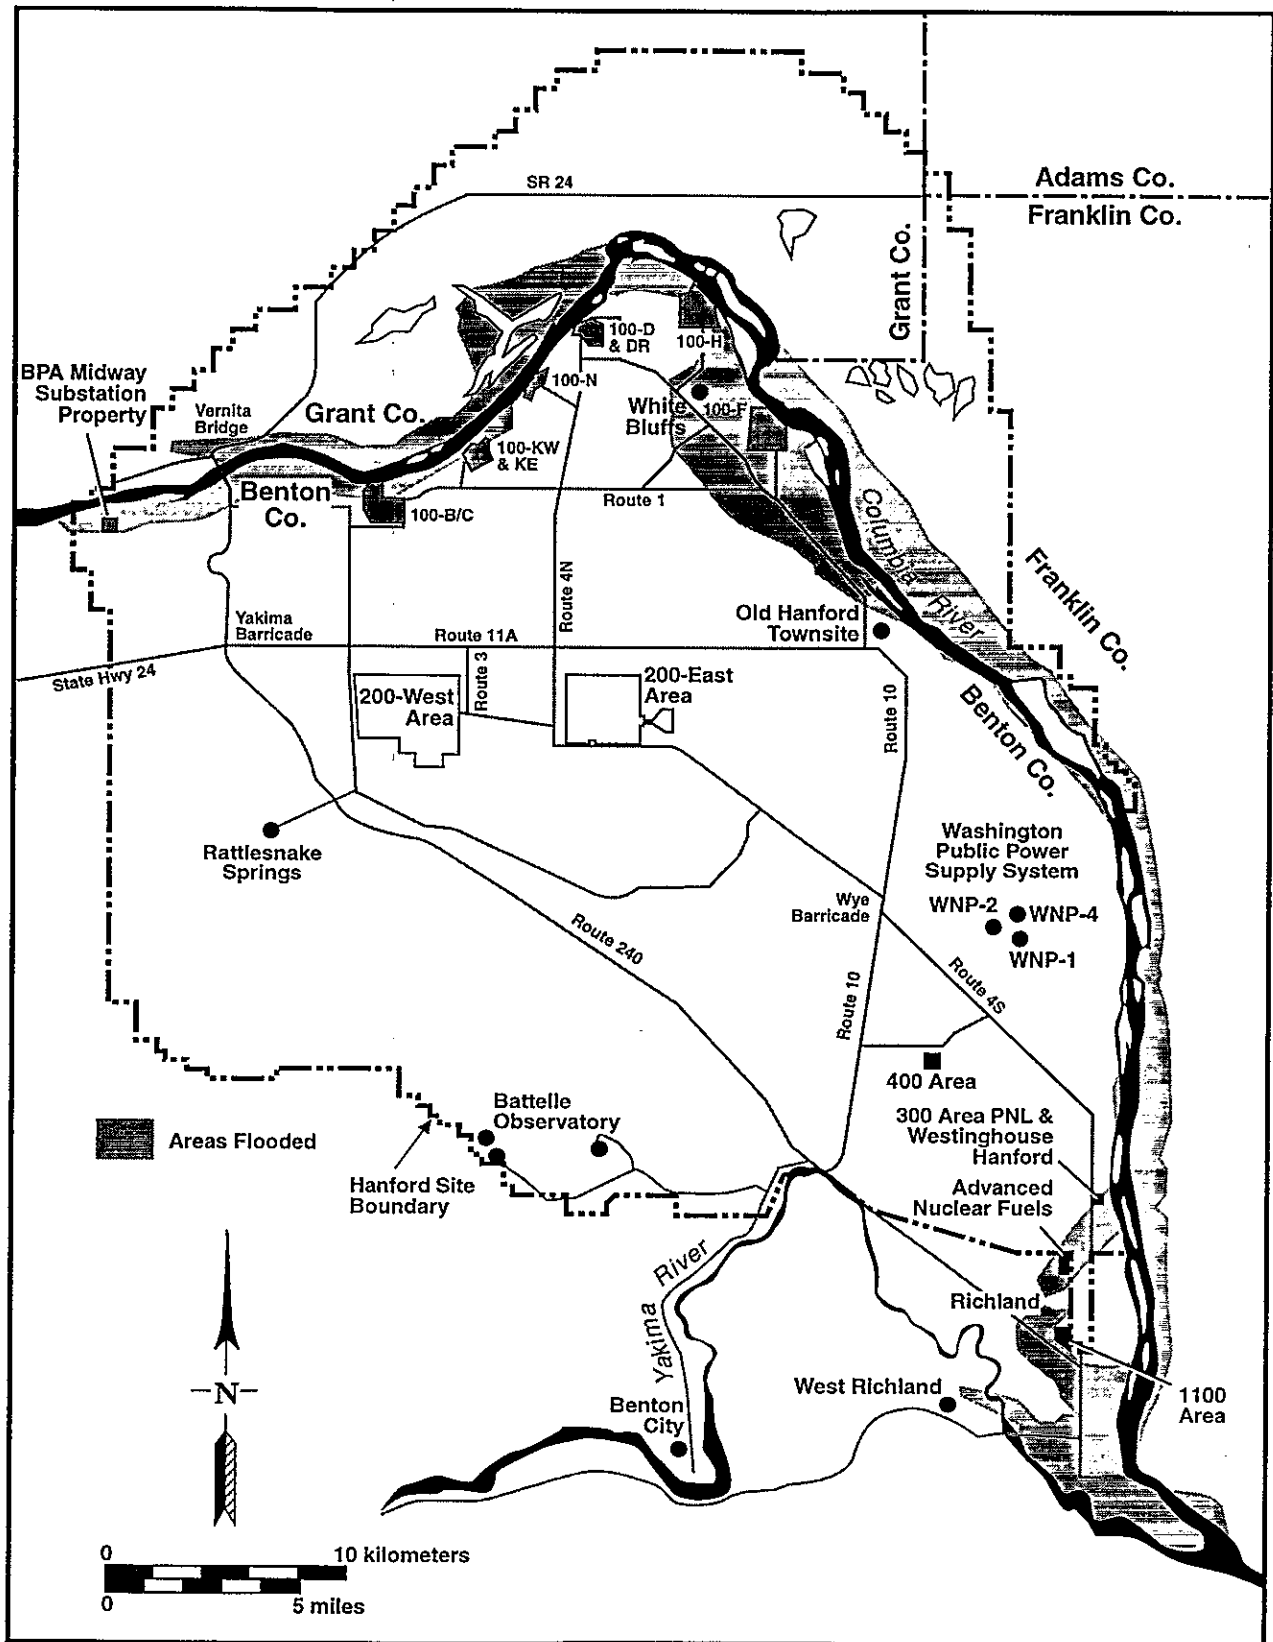 SR 24
Adams Co.
Franklin Co.
Grant Co.
BPA Midway
Substation
Property
Vernita
Bridge
Grant Co.
100-D
& DR
100-H
100-N
White
Bluffs
100-F
100-KW
& KE
Benton
Co.
100-B/C
Route 1
Columbia
River
Franklin Co.
Route 4N
Old Hanford
Townsite
Yakima
Barricade
Route 11A
State Hwy 24
Route 3
200-West
Area
200-East
Area
Route 10
Benton Co.
Rattlesnake
Springs
Washington
Public Power
Supply System
WNP-2
WNP-4
WNP-1
Wye
Barricade
Route 240
Route 4S
Route 10
400 Area
Battelle
Observatory
300 Area PNL &
Westinghouse
Hanford
Areas Flooded
Hanford Site
Boundary
Advanced
Nuclear Fuels
Yakima
River
Richland
N
West Richland
1100
Area
Benton
City
0
10 kilometers
0
5 miles